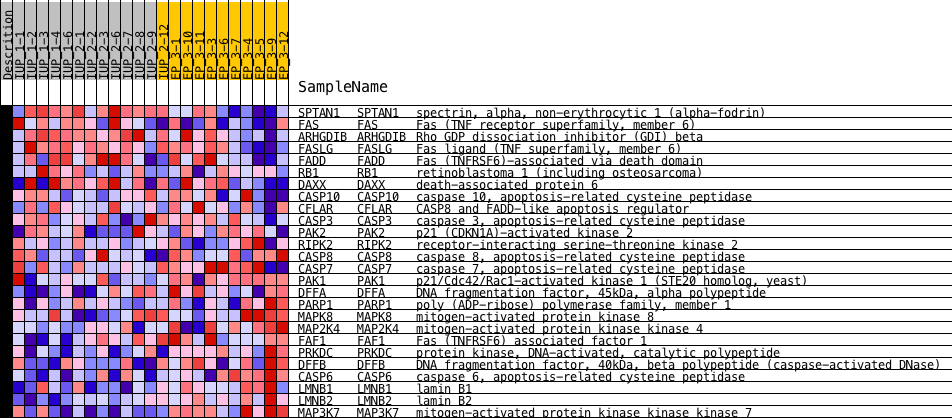 Descrition
IUP_1-1
IUP_1-2
IUP_1-3
IUP_1-4
IUP_1-6
IUP_2-1
IUP_2-2
IUP_2-3
IUP_2-6
IUP_2-7
IUP_2-8
IUP_2-9
IUP_2-12
EP_3-1
EP_3-10
EP_3-11
EP_3-3
EP_3-6
EP_3-7
EP_3-4
EP_3-5
EP_3-9
EP_3-12
SampleName
SPTAN1 SPTAN1 spectrin, alpha, non-erythrocytic 1 (alpha-fodrin)
FAS FAS Fas (TNF receptor superfamily, member 6)
ARHGDIB ARHGDIB Rho GDP dissociation inhibitor (GDI) beta
FASLG FASLG Fas ligand (TNF superfamily, member 6)
FADD FADD Fas (TNFRSF6)-associated via death domain
RB1 RB1 retinoblastoma 1 (including osteosarcoma)
DAXX DAXX death-associated protein 6
CASP10 CASP10 caspase 10, apoptosis-related cysteine peptidase
CFLAR CFLAR CASP8 and FADD-like apoptosis regulator
CASP3 CASP3 caspase 3, apoptosis-related cysteine peptidase
PAK2 PAK2 p21 (CDKN1A)-activated kinase 2
RIPK2 RIPK2 receptor-interacting serine-threonine kinase 2
CASP8 CASP8 caspase 8, apoptosis-related cysteine peptidase
CASP7 CASP7 caspase 7, apoptosis-related cysteine peptidase
PAK1 PAK1 p21/Cdc42/Rac1-activated kinase 1 (STE20 homolog, yeast)
DFFA DFFA DNA fragmentation factor, 45kDa, alpha polypeptide
PARP1 PARP1 poly (ADP-ribose) polymerase family, member 1
MAPK8 MAPK8 mitogen-activated protein kinase 8
MAP2K4 MAP2K4 mitogen-activated protein kinase kinase 4
FAF1 FAF1 Fas (TNFRSF6) associated factor 1
PRKDC PRKDC protein kinase, DNA-activated, catalytic polypeptide
DFFB DFFB DNA fragmentation factor, 40kDa, beta polypeptide (caspase-activated DNase)
CASP6 CASP6 caspase 6, apoptosis-related cysteine peptidase
LMNB1 LMNB1 lamin B1
LMNB2 LMNB2 lamin B2
MAP3K7 MAP3K7 mitogen-activated protein kinase kinase kinase 7